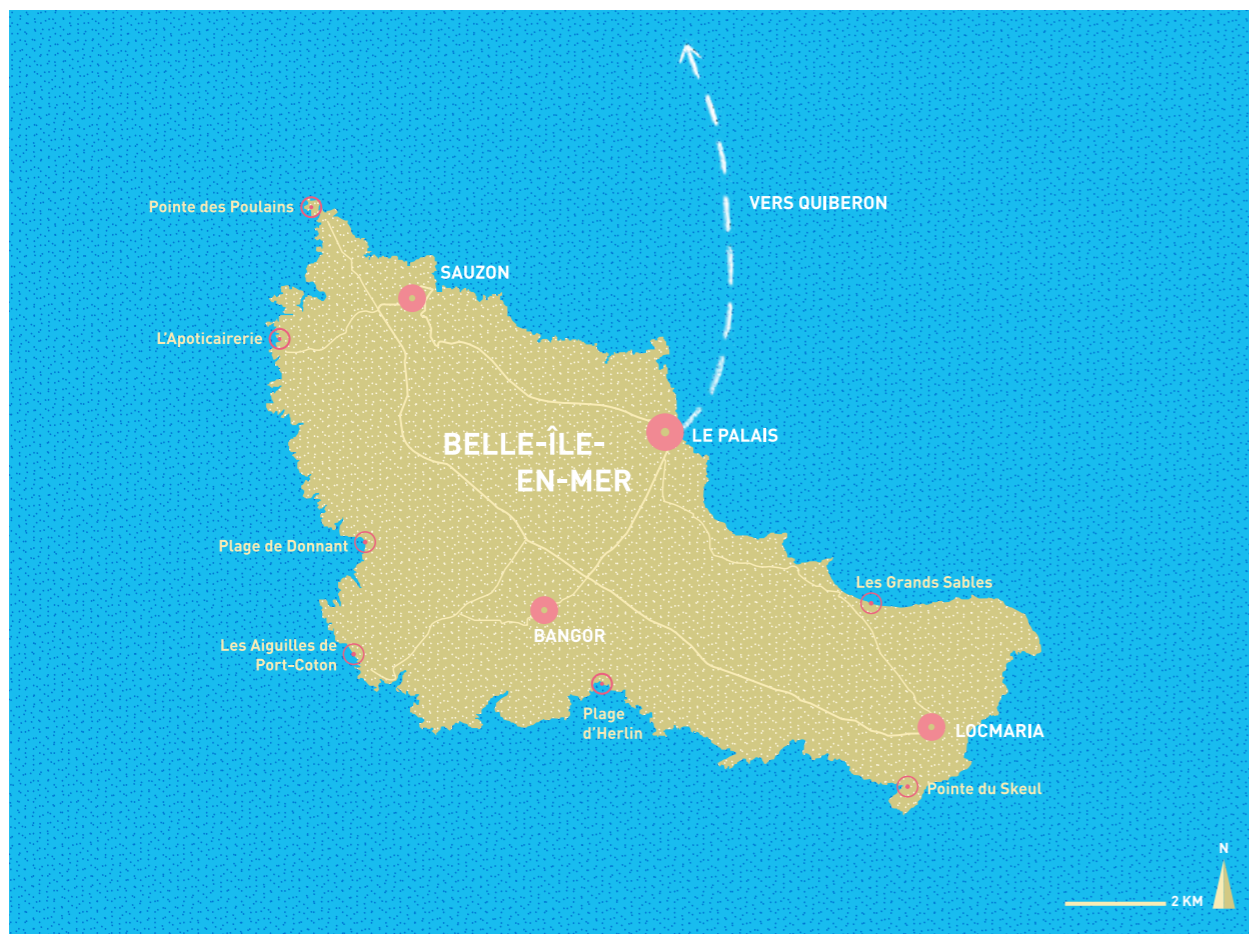 VERS QUIBERON
Pointe des Poulains
SAUZON
L'Apoticairerie
LE PALAIS
BELLE-ÎLE-
EN-MER
Plage de Donnant
Les Grands Sables
BANGOR
Les Aiguilles de
Port-Coton
Plage
d'Herlin
LOCMARIA
Pointe du Skeul
N
2 KM